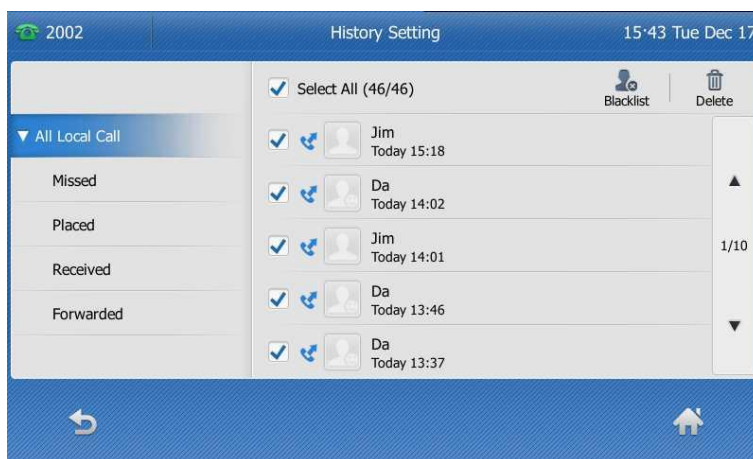 2002 History Setting 15:43 Tue Dec 17
Select All (46/46) Blacklist Delete
All Local Call
Missed
Placed
Received
Forwarded
Jim
Today 15:18
Da
Today 14:02
Jim
Today 14:01
Da
Today 13:46
Da
Today 13:37
1/10